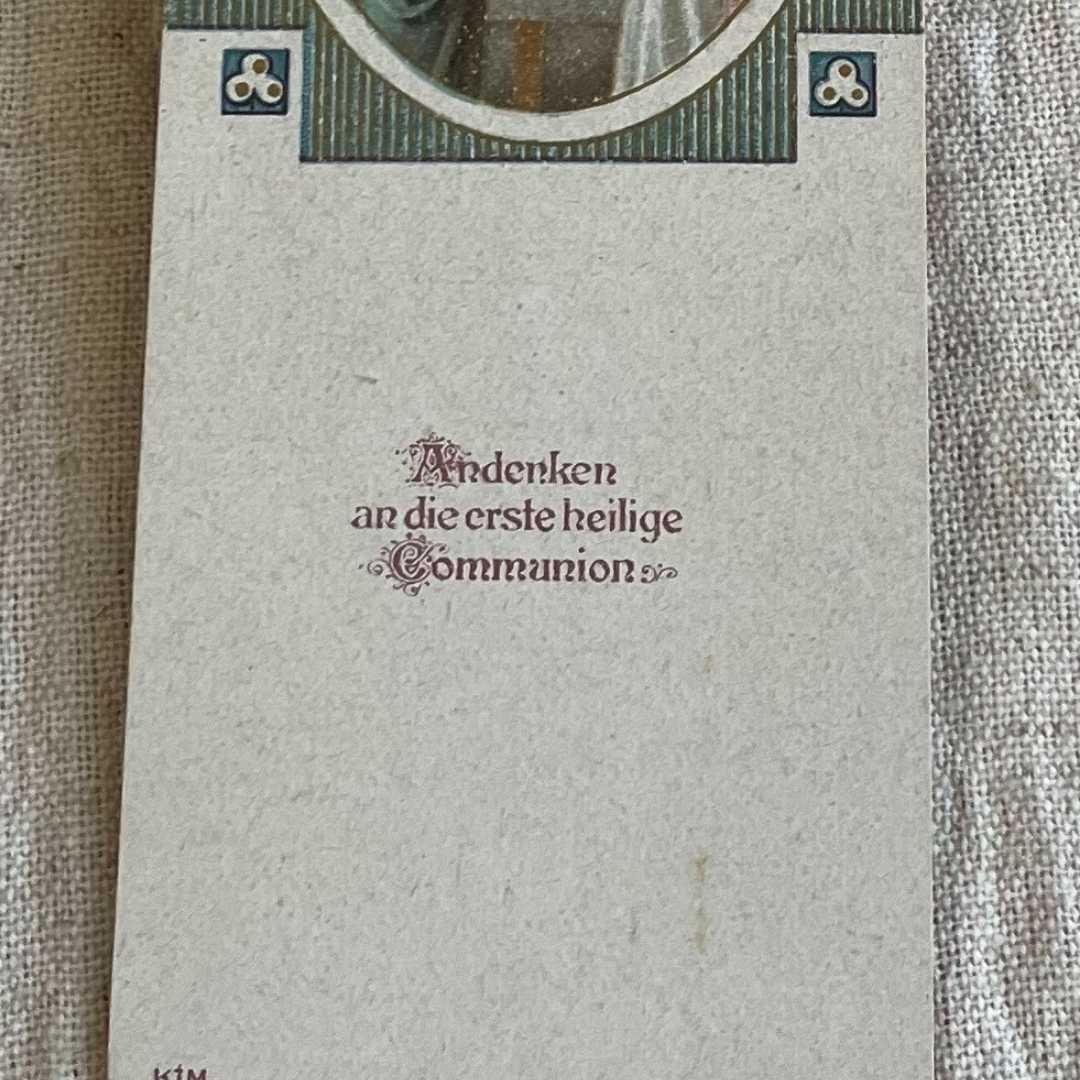 Andenken
an die erste heilige
Communion